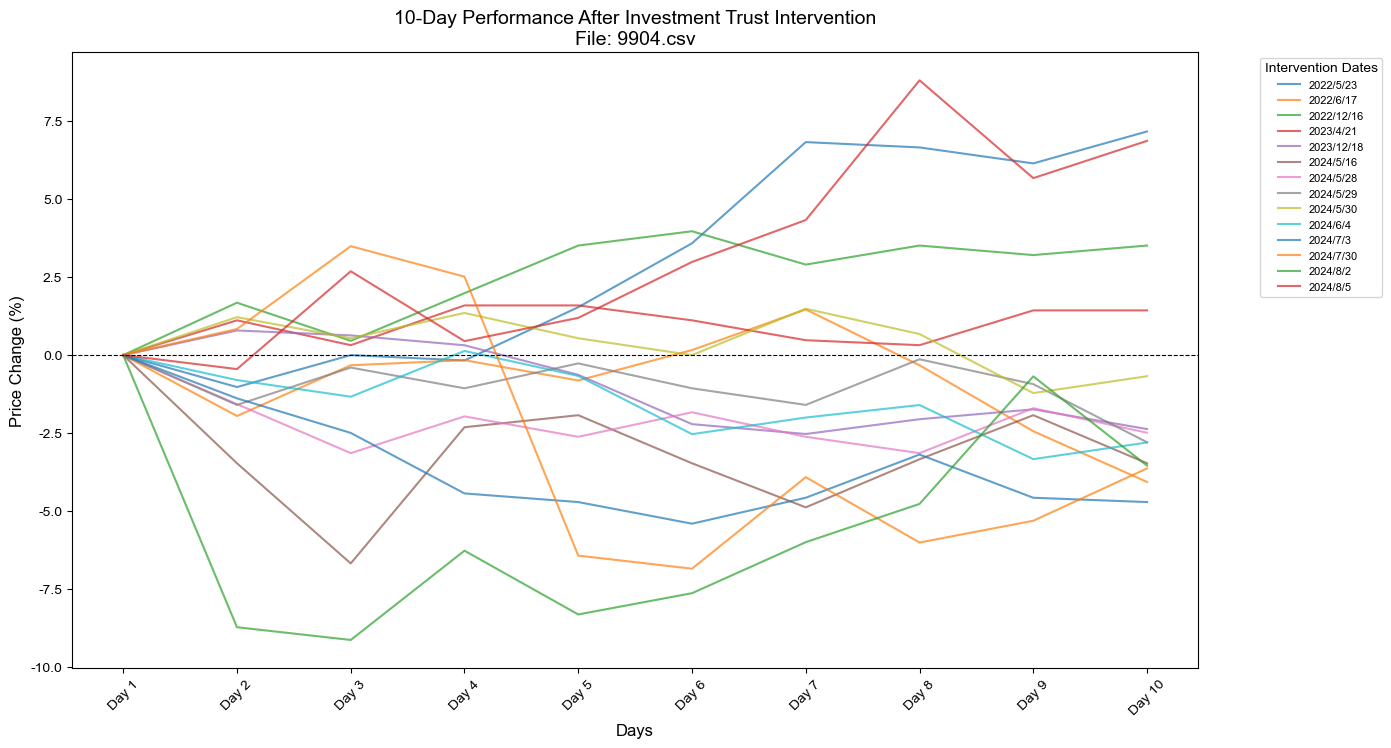 10-Day Performance After Investment Trust Intervention
File: 9904.csv
Price Change (%)
7.5
5.0
2.5
0.0
-2.5
-5.0
-7.5
-10.0
Day 1
Day 2
Day 3
Day 4
Day 5
Day 6
Day 7
Day 8
Day 9
Day 10
Days
Intervention Dates
2022/5/23
2022/6/17
2022/12/16
2023/4/21
2023/12/18
2024/5/16
2024/5/28
2024/5/29
2024/5/30
2024/6/4
2024/7/3
2024/7/30
2024/8/2
2024/8/5